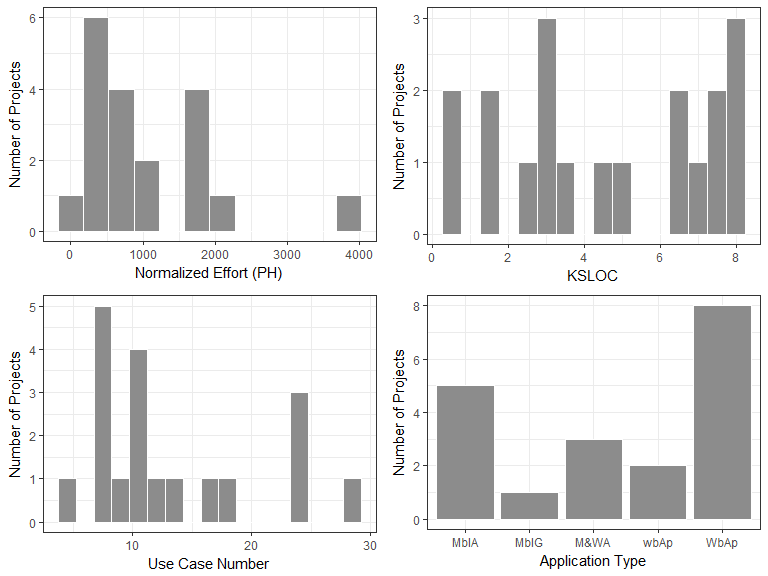 6
4
2
0
Number of Projects
0 1000 2000 3000 4000
Normalized Effort (PH)
3
2
1
0
Number of Projects
0 2 4 6 8
KSLOC
5
4
3
2
1
0
Number of Projects
10 20 30
Use Case Number
8
6
4
2
0
Number of Projects
MblA MblG M&WA wbAp WbAp
Application Type